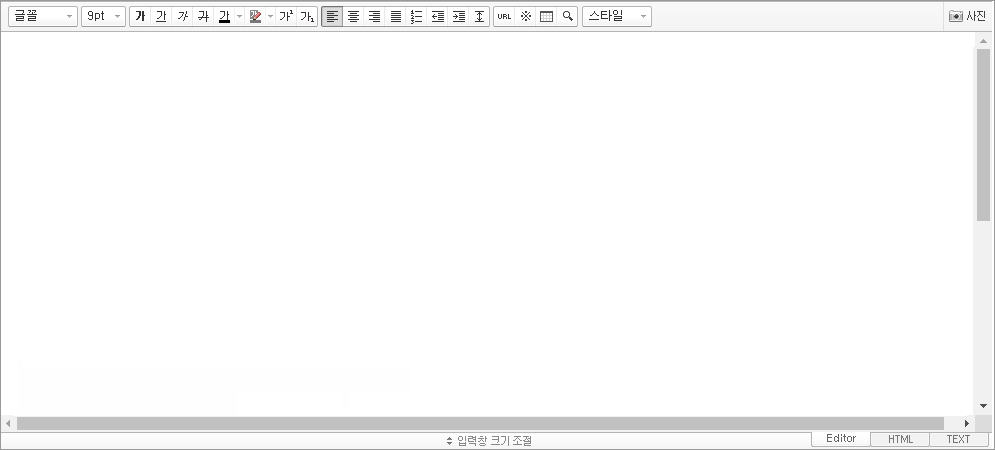 글꼴 9pt 가 가 가 가 가 가¹ 가₁ URL ※ 스타일 사진
입력창 크기 조절 Editor HTML TEXT